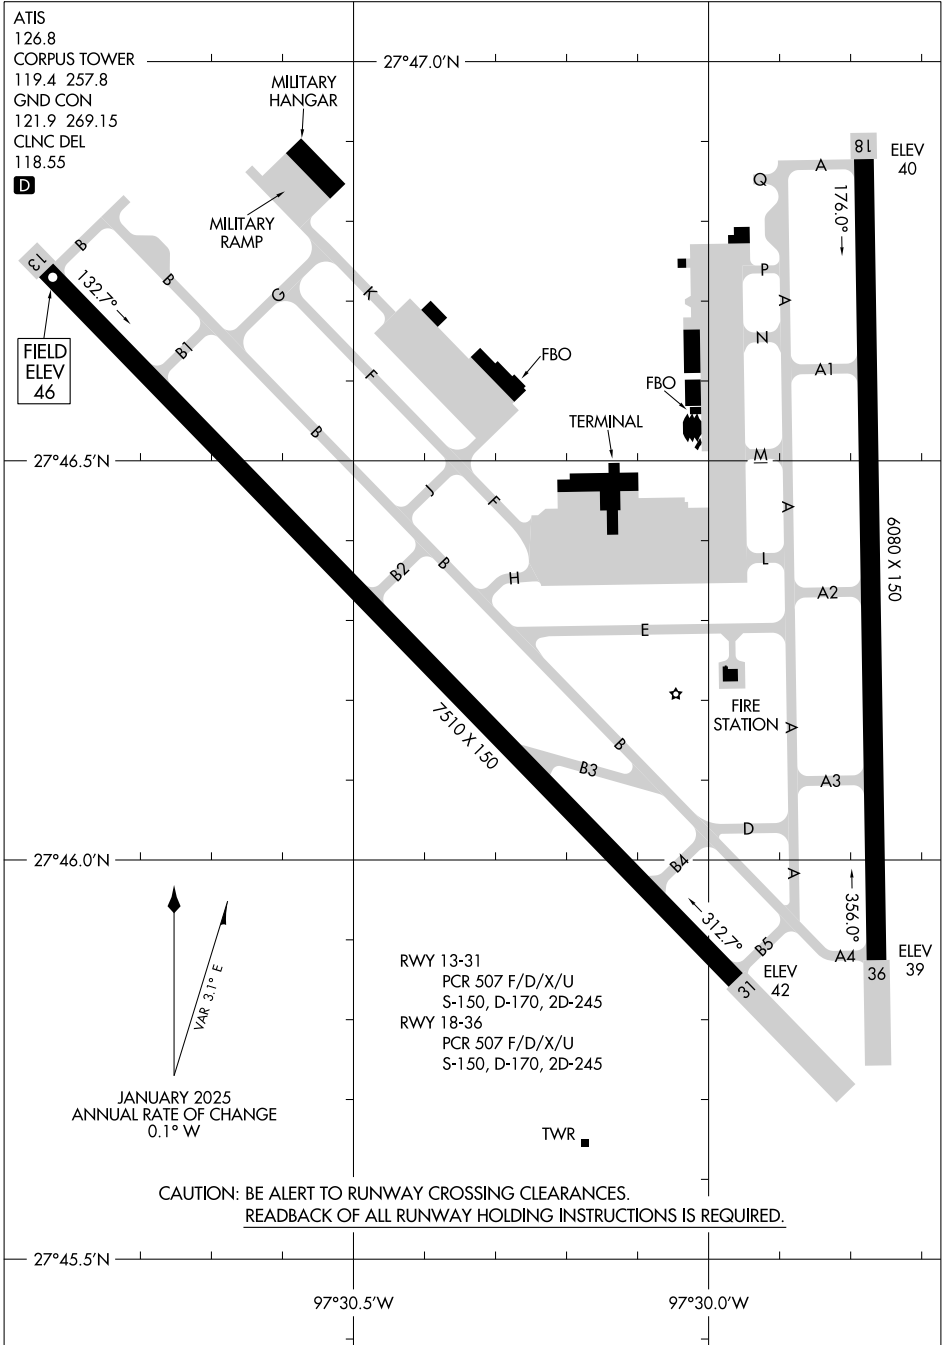 ATIS
126.8
CORPUS TOWER
119.4 257.8
GND CON
121.9 269.15
CLNC DEL
118.55
D
27°47.0'N
MILITARY
HANGAR
MILITARY
RAMP
18
ELEV
40
A
Q
176.0°
13
B
132.7°
B
G
K
P
A
FIELD
ELEV
46
B1
F
FBO
N
A1
FBO
TERMINAL
B
27°46.5'N
M
J
F
A
6080 X 150
B2
B
H
L
A2
E
FIRE
STATION
A
7510 X 150
B
B3
A3
D
27°46.0'N
B4
A
356.0°
312.7°
B5
A4
ELEV
39
36
31
ELEV
42
VAR 3.1° E
RWY 13-31
PCR 507 F/D/X/U
S-150, D-170, 2D-245
RWY 18-36
PCR 507 F/D/X/U
S-150, D-170, 2D-245
JANUARY 2025
ANNUAL RATE OF CHANGE
0.1° W
TWR
CAUTION: BE ALERT TO RUNWAY CROSSING CLEARANCES.
READBACK OF ALL RUNWAY HOLDING INSTRUCTIONS IS REQUIRED.
27°45.5'N
97°30.5'W
97°30.0'W